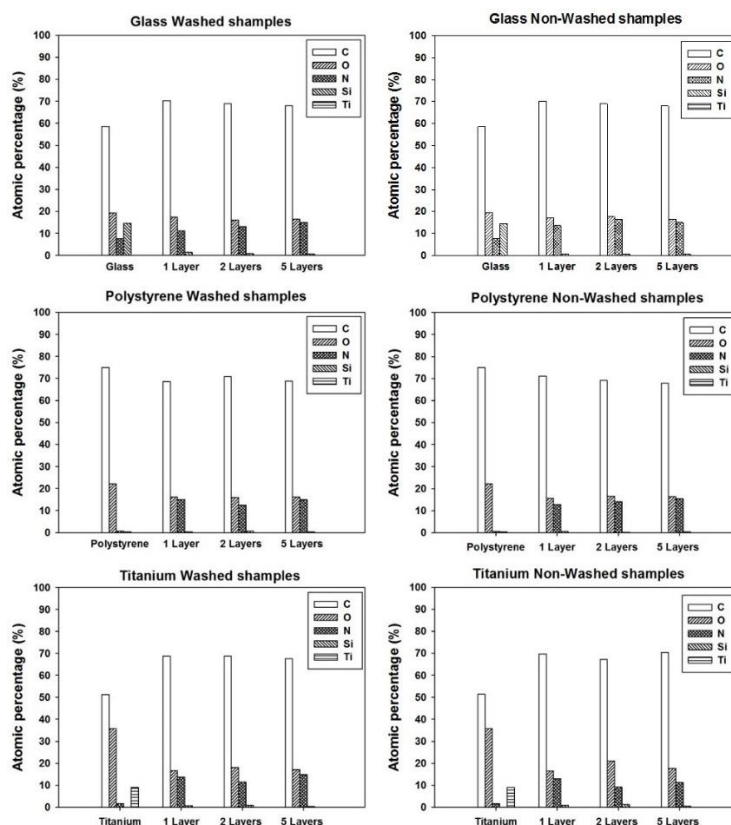 Glass Washed shamples
Atomic percentage (%)
100
90
80
70
60
50
40
30
20
10
0
C
O
N
Si
Ti
Glass 1 Layer 2 Layers 5 Layers
Glass Non-Washed shamples
Atomic percentage (%)
100
90
80
70
60
50
40
30
20
10
0
C
O
N
Si
Ti
Glass 1 Layer 2 Layers 5 Layers
Polystyrene Washed shamples
Atomic percentage (%)
100
90
80
70
60
50
40
30
20
10
0
C
O
N
Si
Ti
Polystyrene 1 Layer 2 Layers 5 Layers
Polystyrene Non-Washed shamples
Atomic percentage (%)
100
90
80
70
60
50
40
30
20
10
0
C
O
N
Si
Ti
Polystyrene 1 Layer 2 Layers 5 Layers
Titanium Washed shamples
Atomic percentage (%)
100
90
80
70
60
50
40
30
20
10
0
C
O
N
Si
Ti
Titanium 1 Layer 2 Layers 5 Layers
Titanium Non-Washed shamples
Atomic percentage (%)
100
90
80
70
60
50
40
30
20
10
0
C
O
N
Si
Ti
Titanium 1 Layer 2 Layers 5 Layers